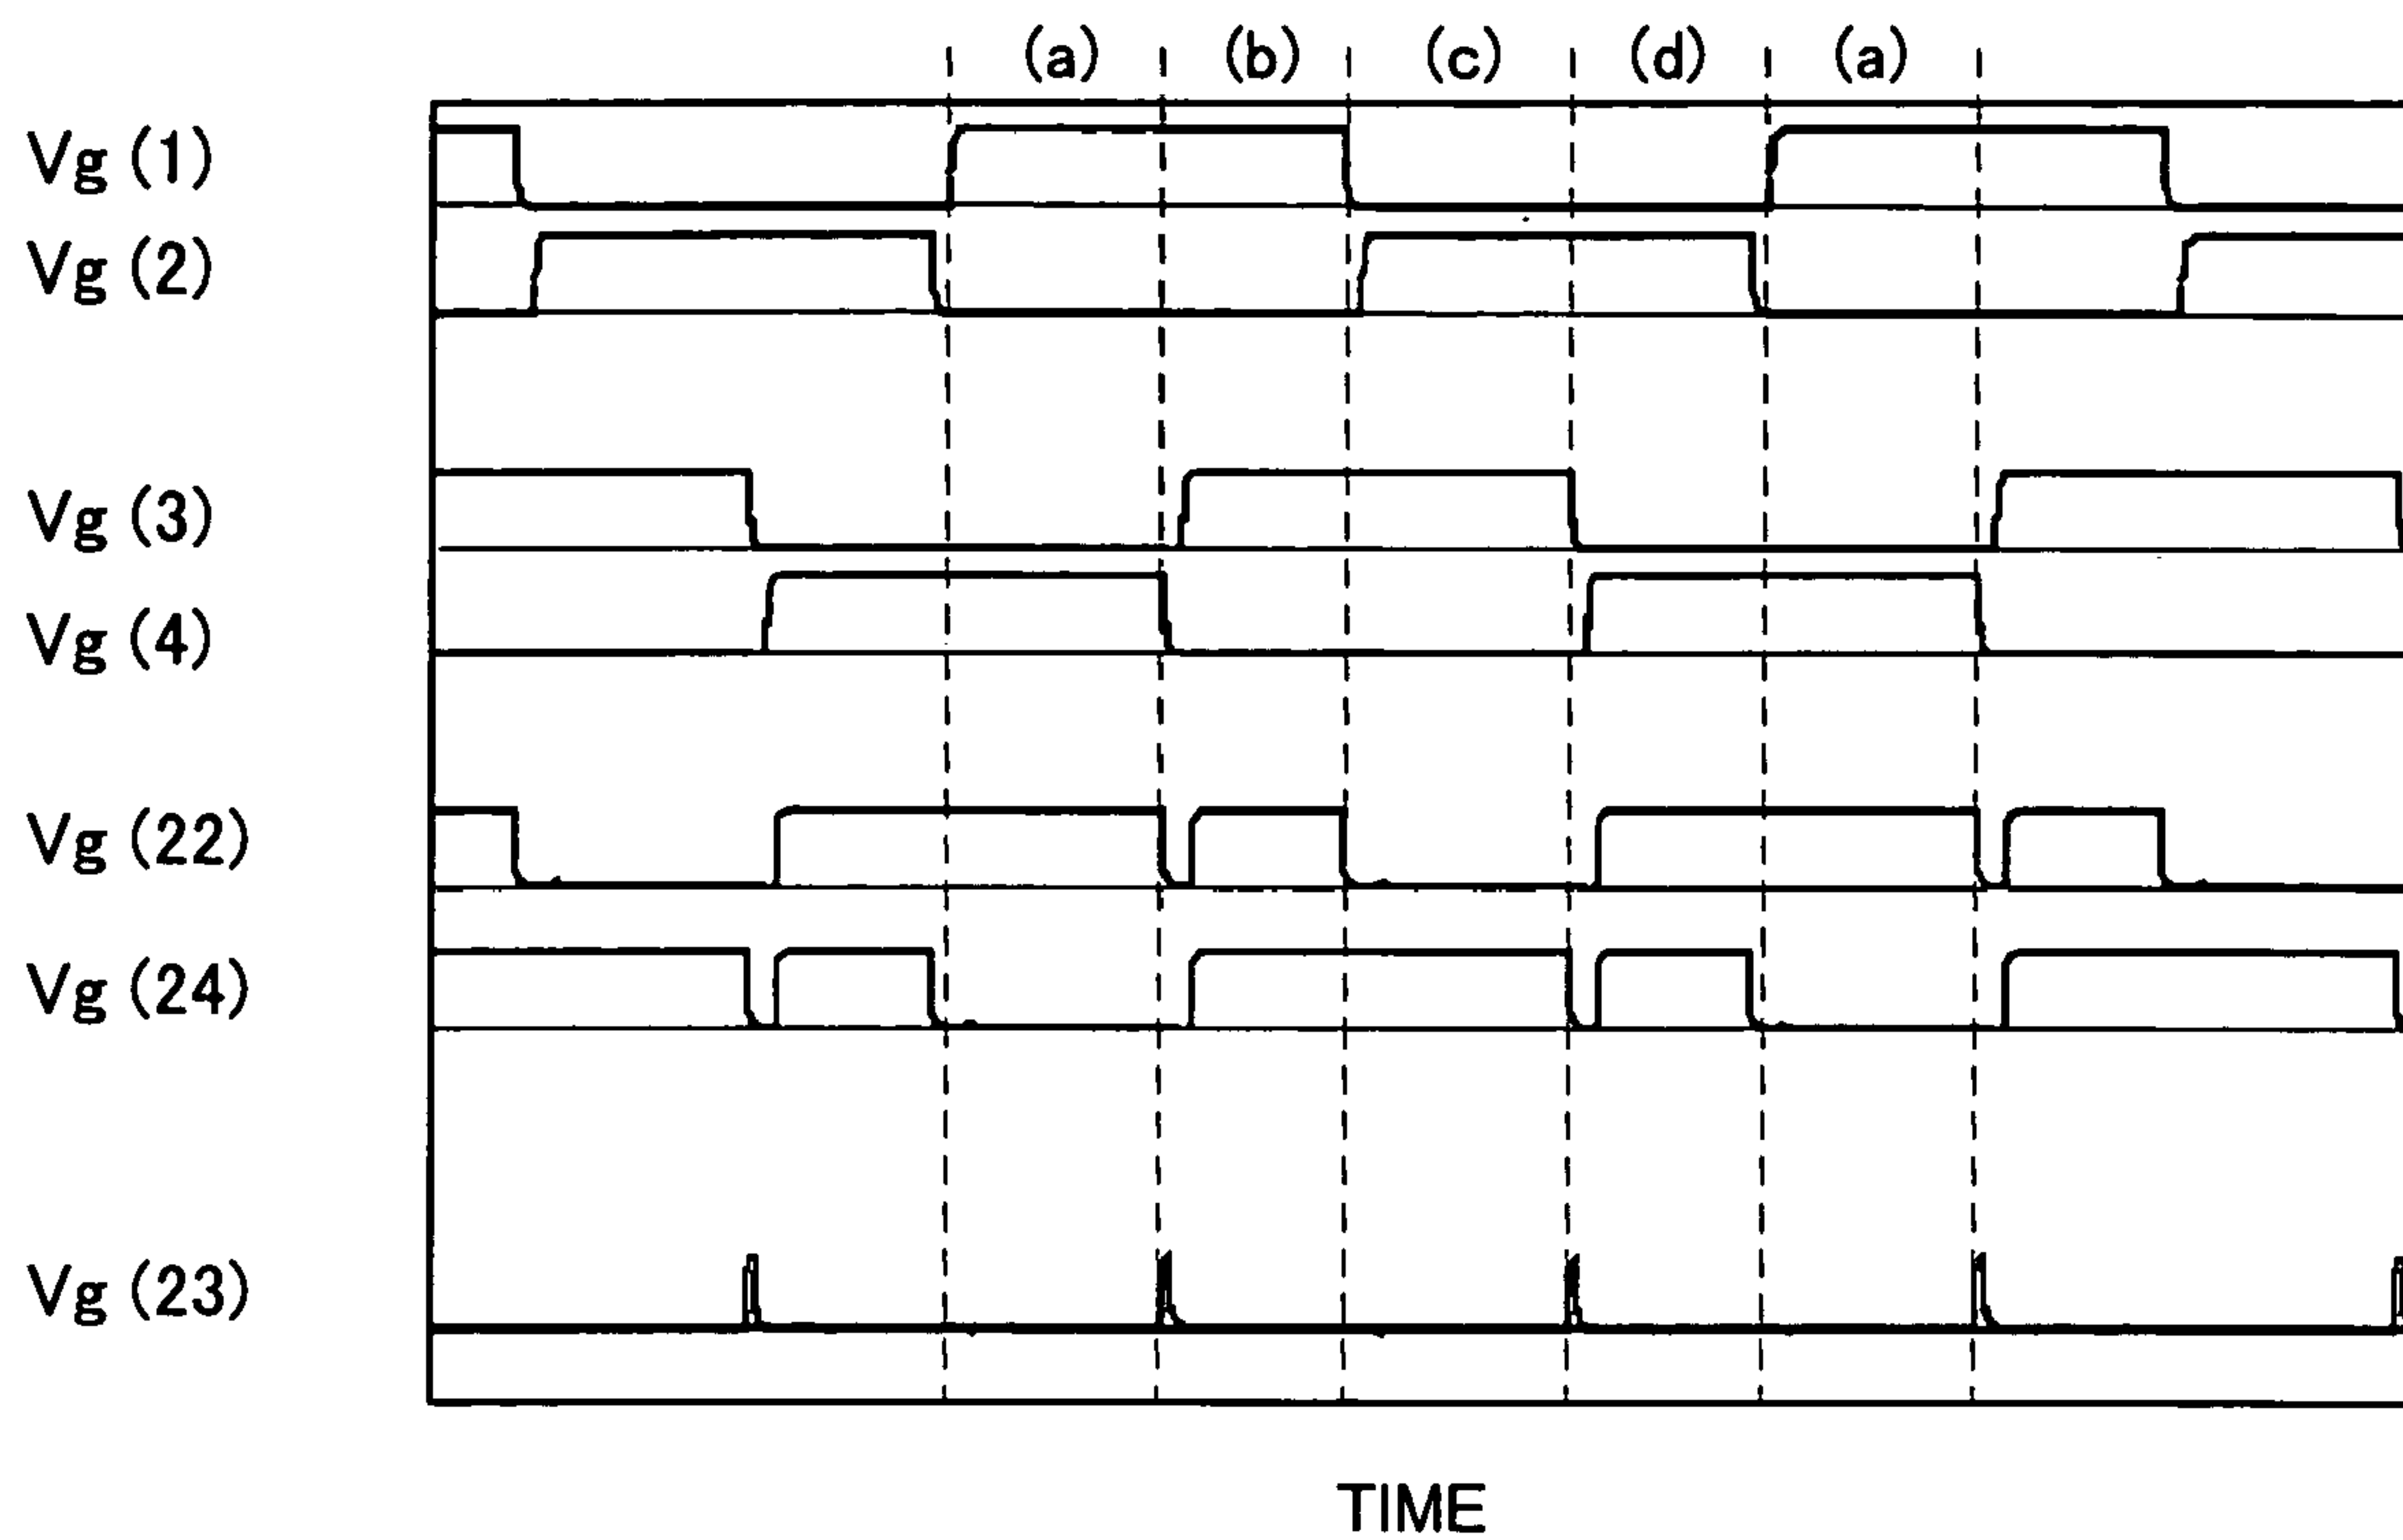 (a) (b) (c) (d) (a)
Vg (1)
Vg (2)
Vg (3)
Vg (4)
Vg (22)
Vg (24)
Vg (23)
TIME